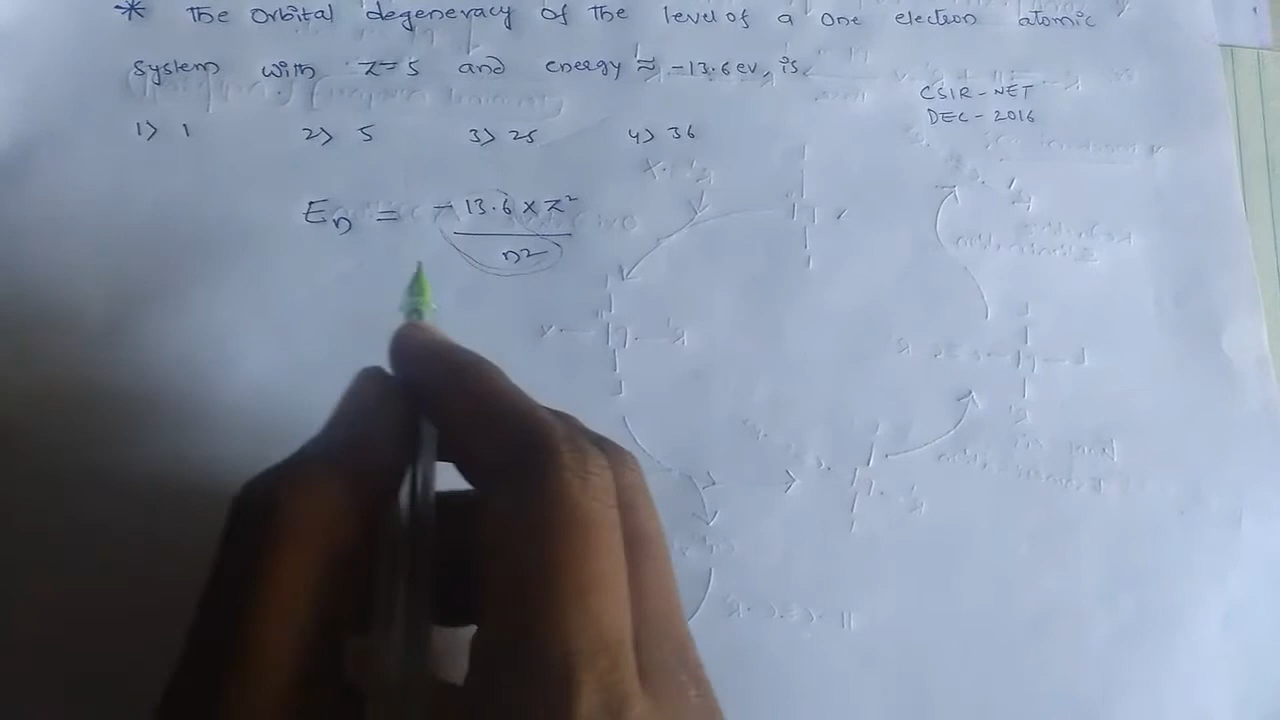 * The orbital degeneracy of the level of a one electron atomic
system with z=5 and energy ≈ -13.6 ev, is
CSIR-NET
DEC-2016
1) 1 2) 5 3) 25 4) 36
En = -13.6 × z²
n²